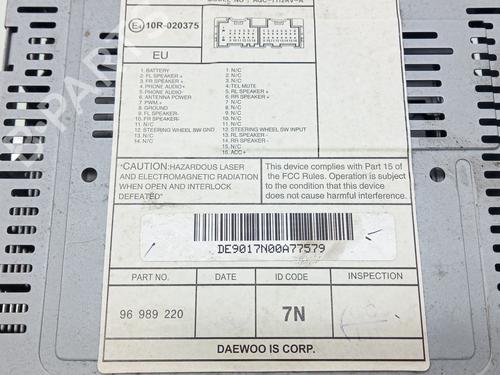 MODEL NO : AGC-7112RV-A
10R-020375
EU
1. BATTERY
2. FL SPEAKER +
3. FR SPEAKER +
4. PHONE AUDIO+
5. PHONE AUDIO-
6. ANTENNA POWER
7. PWM +
8. GROUND
9. FL SPEAKER-
10. FR SPEAKER-
11. N/C
12. STEERING WHEEL SW GND
13. N/C
14. N/C
1. N/C
2. N/C
3. N/C
4. TEL MUTE
5. RL SPEAKER +
6. RR SPEAKER +
7. N/C
8. N/C
9. N/C
10. N/C
11. N/C
12. STEERING WHEEL SW INPUT
13. RL SPEAKER -
14. RR SPEAKER -
15. N/C
16. ACC+
"CAUTION:HAZARDOUS LASER
AND ELECTROMAGNETIC RADIATION
WHEN OPEN AND INTERLOCK
DEFEATED"
This device complies with Part 15 of
the FCC Rules. Operation is subject
to the condition that this device
does not cause harmful interference.
DE9017N00A77579
PART NO. DATE ID CODE INSPECTION
96 989 220 7N
DAEWOO IS CORP.